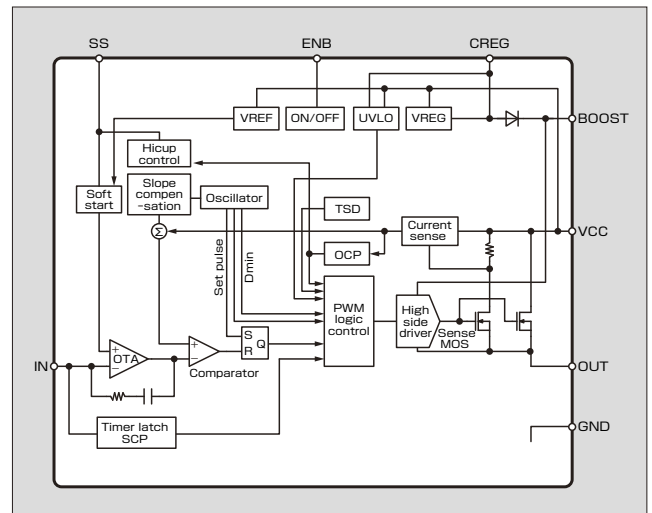 SS
ENB
CREG
VREF
ON/OFF
UVLO
VREG
BOOST
Hicup
control
Soft
start
Slope
compen
-sation
Oscillator
TSD
Σ
Current
sense
VCC
Set pulse
Dmin
OCP
PWM
logic
control
High
side
driver
Sense
MOS
IN
+
OTA
−
+
−
Comparator
S
R
Q
OUT
Timer latch
SCP
GND